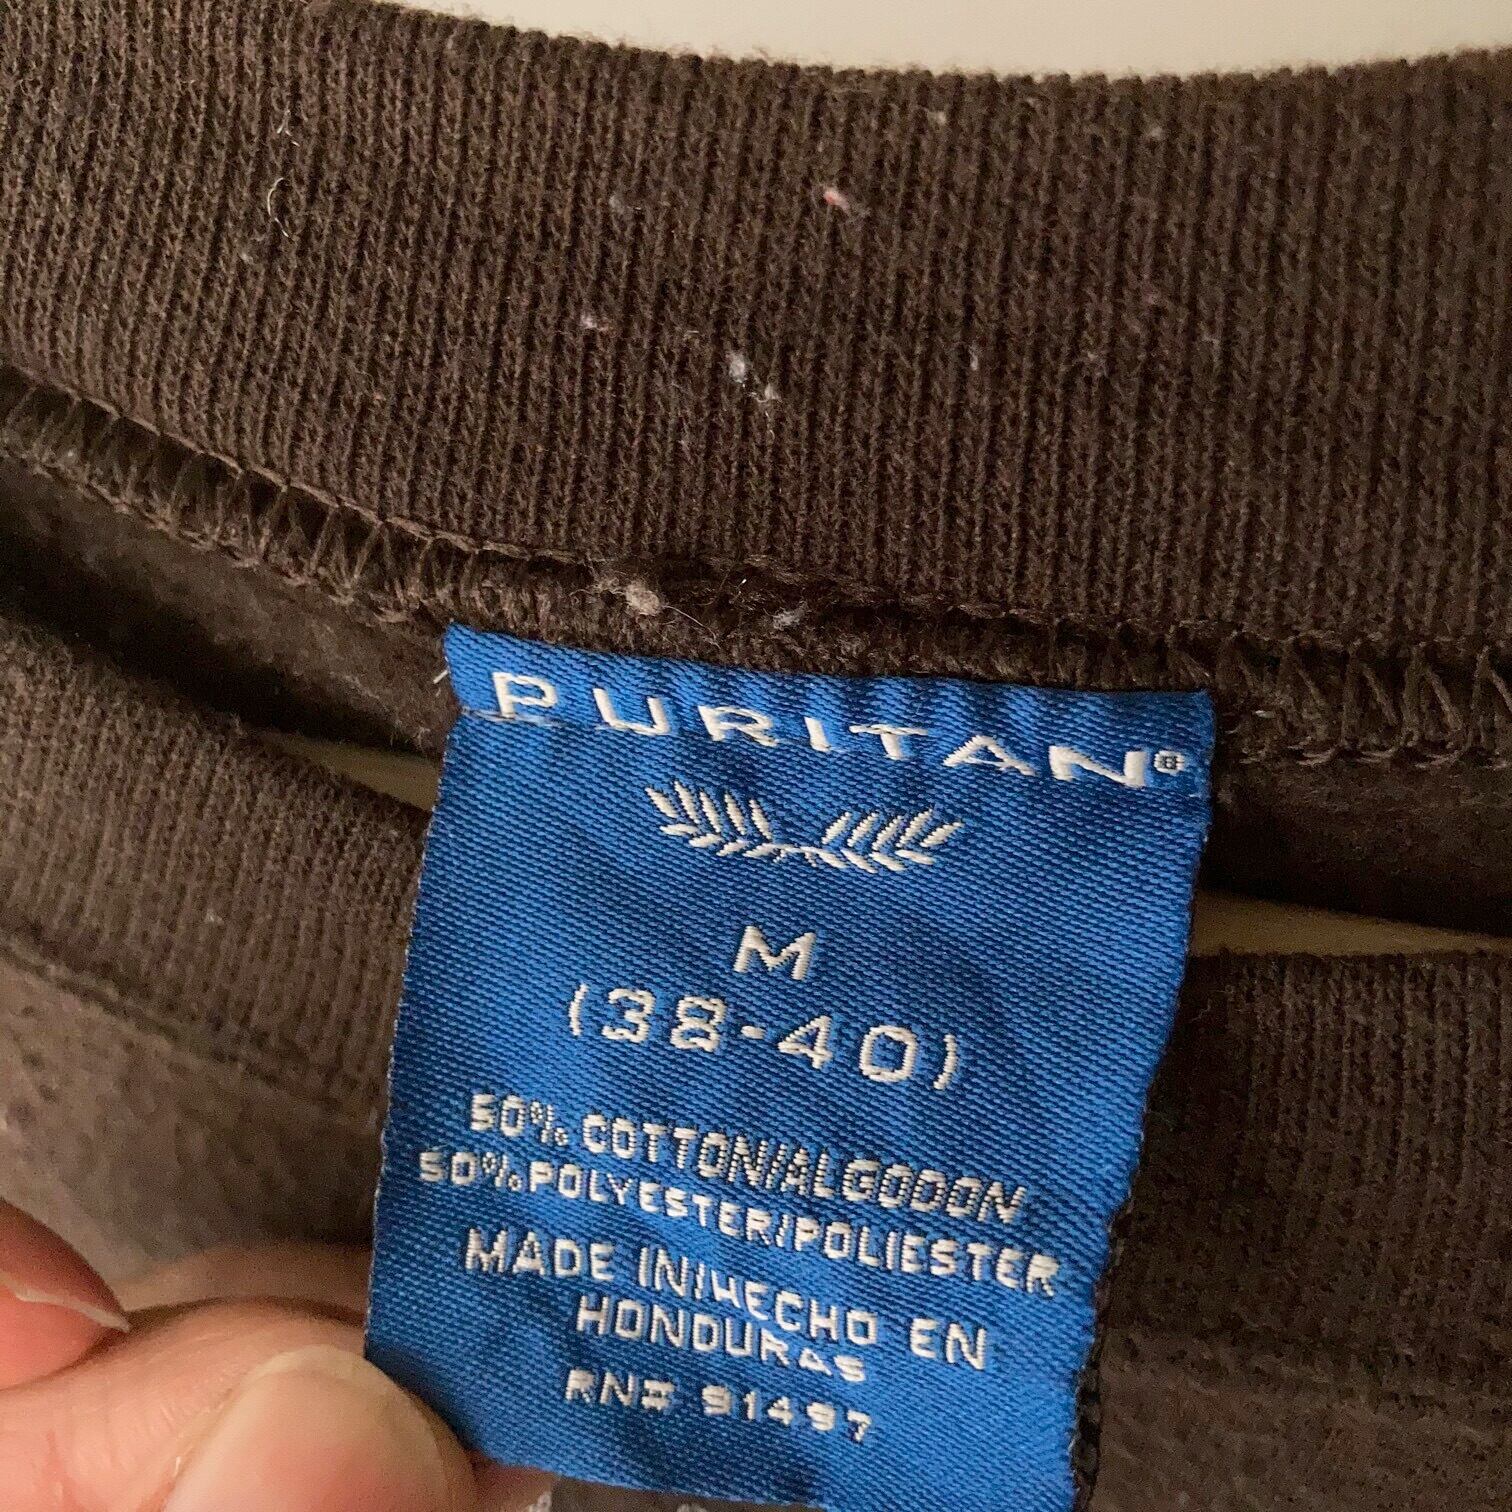 PURITAN®
M
(38-40)
50% COTTON/ALGODON
50% POLYESTER/POLIESTER
MADE IN/HECHO EN
HONDURAS
RN# 91497